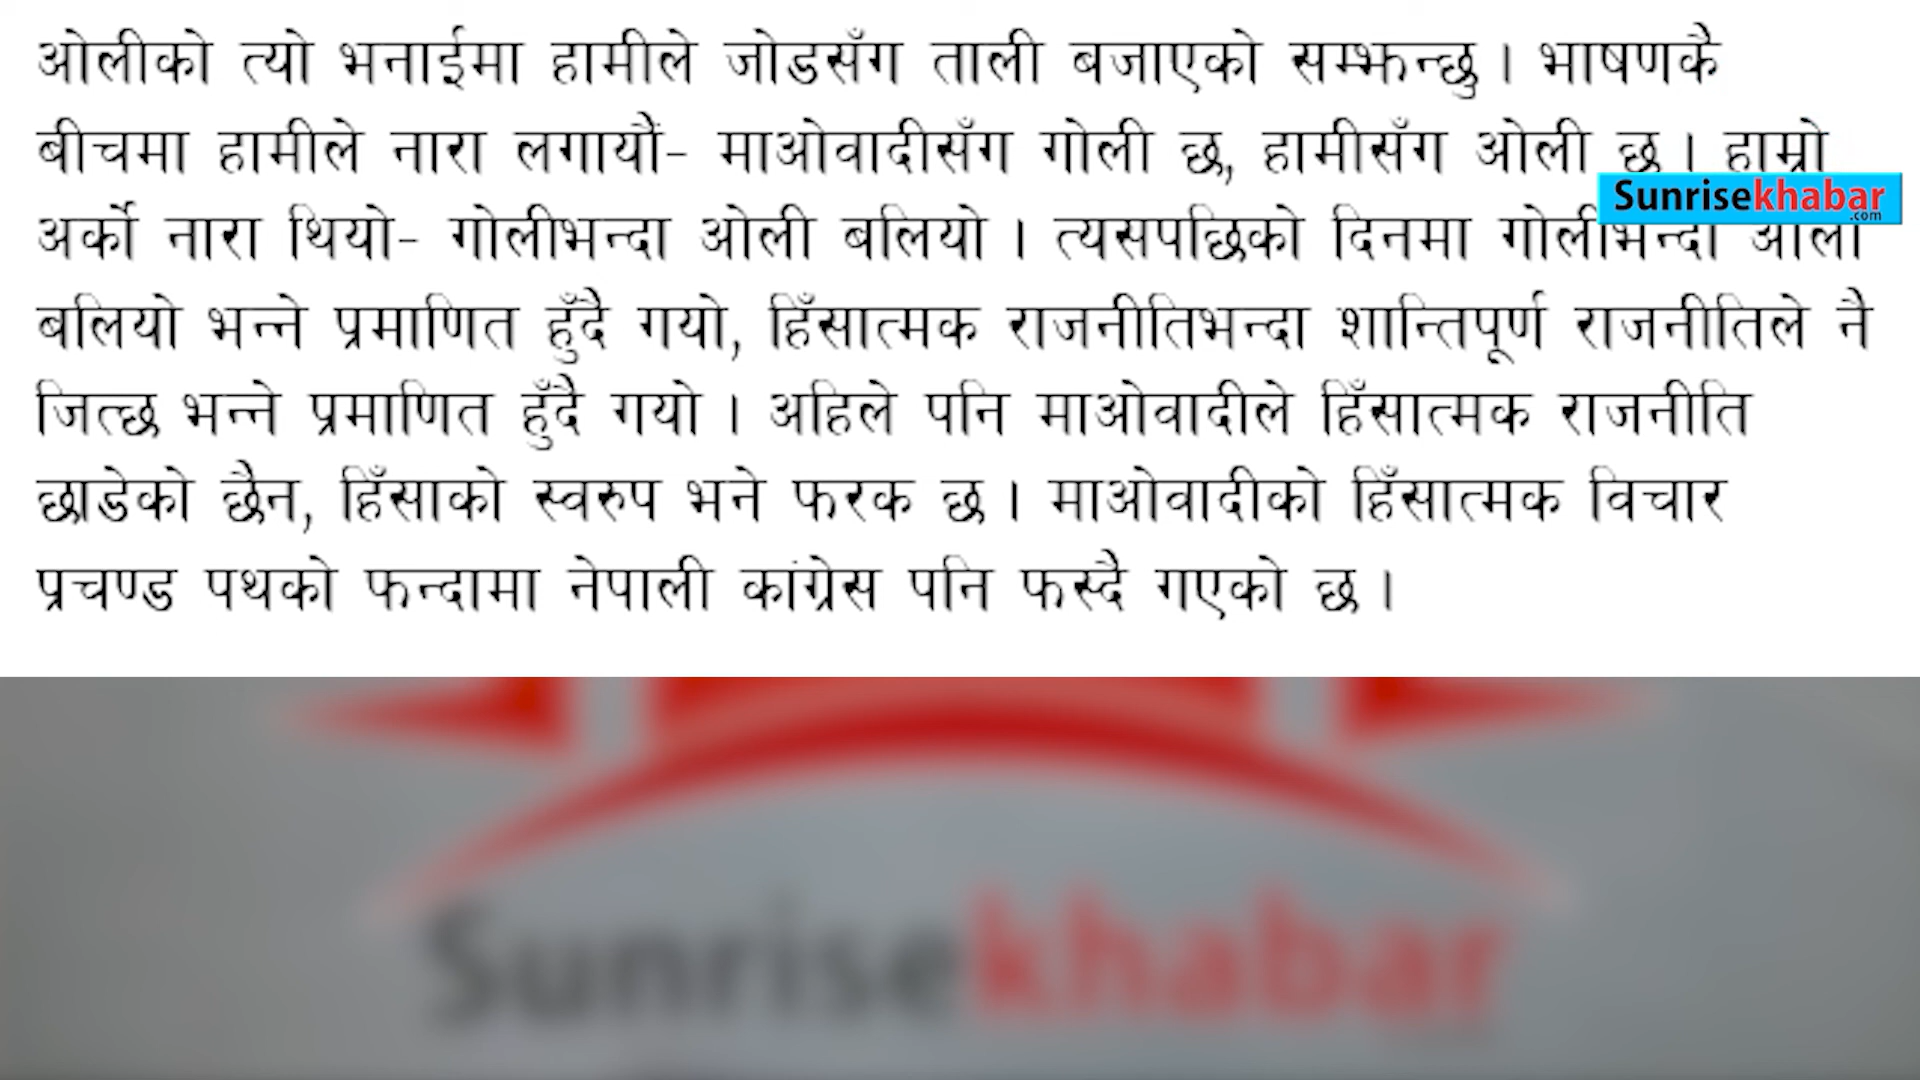 ओलीको त्यो भनाईमा हामीले जोडसँग ताली बजाएको सम्झन्छु । भाषणकै
बीचमा हामीले नारा लगायौं- माओवादीसँग गोली छ, हामीसँग ओली छ । हाम्रो
Sunrisekhabar
.com
अर्को नारा थियो- गोलीभन्दा ओली बलियो । त्यसपछिको दिनमा गोलीभन्दा ओली
बलियो भन्ने प्रमाणित हुँदै गयो, हिँसात्मक राजनीतिभन्दा शान्तिपूर्ण राजनीतिले नै
जित्छ भन्ने प्रमाणित हुँदै गयो । अहिले पनि माओवादीले हिँसात्मक राजनीति
छाडेको छैन, हिँसाको स्वरुप भने फरक छ । माओवादीको हिँसात्मक विचार
प्रचण्ड पथको फन्दामा नेपाली कांग्रेस पनि फस्दै गएको छ ।
Sunrisekhabar